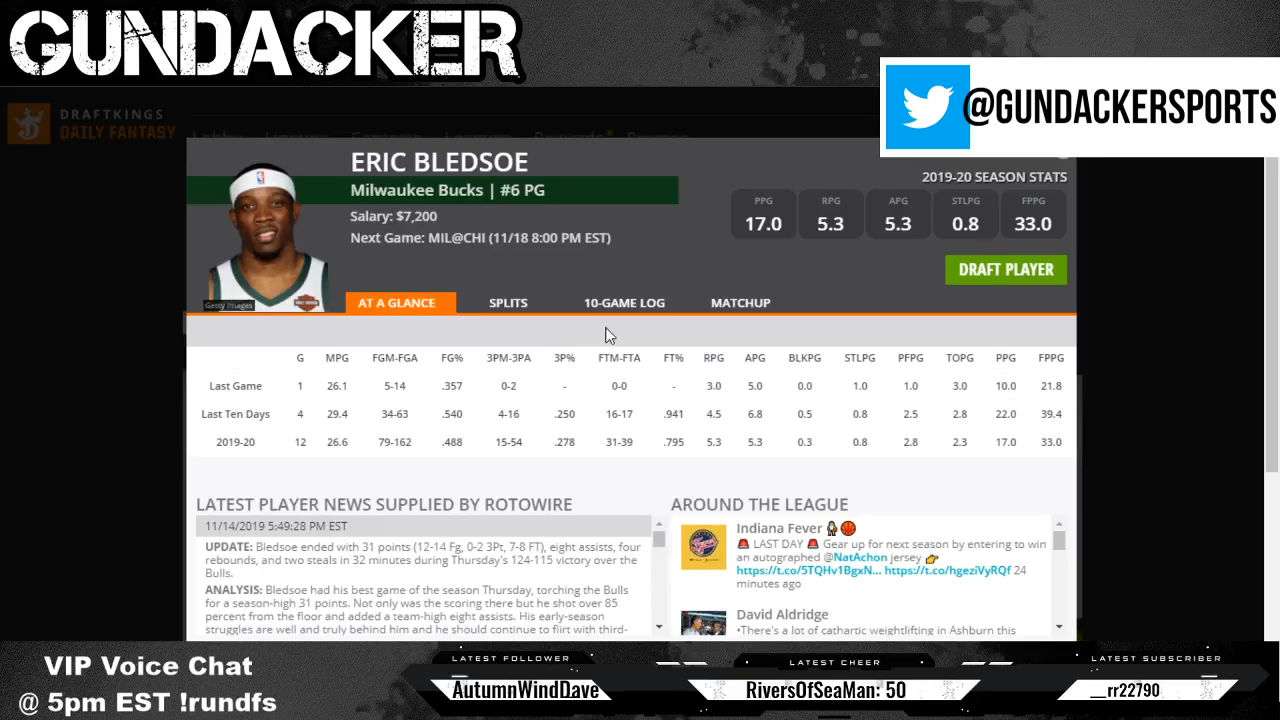 GUNDACKER
@GUNDACKERSPORTS
DRAFTKINGS
DAILY FANTASY
ERIC BLEDSOE
Milwaukee Bucks | #6 PG
Salary: $7,200
Next Game: MIL@CHI (11/18 8:00 PM EST)
2019-20 SEASON STATS
PPG RPG APG STLPG FPPG
17.0 5.3 5.3 0.8 33.0
DRAFT PLAYER
Getty Images
AT A GLANCE SPLITS 10-GAME LOG MATCHUP
G MPG FGM-FGA FG% 3PM-3PA 3P% FTM-FTA FT% RPG APG BLKPG STLPG PFPG TOPG PPG FPPG
Last Game 1 26.1 5-14 .357 0-2 - 0-0 - 3.0 5.0 0.0 1.0 1.0 3.0 10.0 21.8
Last Ten Days 4 29.4 34-63 .540 4-16 .250 16-17 .941 4.5 6.8 0.5 0.8 2.5 2.8 22.0 39.4
2019-20 12 26.6 79-162 .488 15-54 .278 31-39 .795 5.3 5.3 0.3 0.8 2.8 2.3 17.0 33.0
LATEST PLAYER NEWS SUPPLIED BY ROTOWIRE
11/14/2019 5:49:28 PM EST
UPDATE: Bledsoe ended with 31 points (12-14 Fg, 0-2 3Pt, 7-8 FT), eight assists, four
rebounds, and two steals in 32 minutes during Thursday's 124-115 victory over the
Bulls.
ANALYSIS: Bledsoe had his best game of the season Thursday, torching the Bulls
for a season-high 31 points. Not only was the scoring there but he shot over 85
percent from the floor and added a team-high eight assists. His early-season
struggles are well and truly behind him and he should continue to flirt with third-
AROUND THE LEAGUE
Indiana Fever
🚨 LAST DAY 🚨 Gear up for next season by entering to win
an autographed @NatAchon jersey 👉
https://t.co/5TQHv1BgxN... https://t.co/hgeziVyRQf 24
minutes ago
David Aldridge
•There's a lot of cathartic weightlifting in Ashburn this
VIP Voice Chat
@ 5pm EST !rundfs
LATEST FOLLOWER
AutumnWindDave
LATEST CHEER
RiversOfSeaMan: 50
LATEST SUBSCRIBER
__rr22790